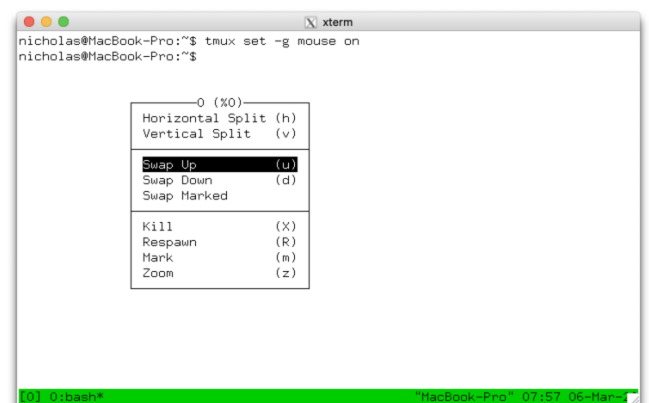 xterm
nicholas@MacBook-Pro:~$ tmux set -g mouse on
nicholas@MacBook-Pro:~$
0 (%0)
Horizontal Split (h)
Vertical Split (v)
Swap Up (u)
Swap Down (d)
Swap Marked
Kill (X)
Respawn (R)
Mark (m)
Zoom (z)
[0] 0:bash* "MacBook-Pro" 07:57 06-Mar-